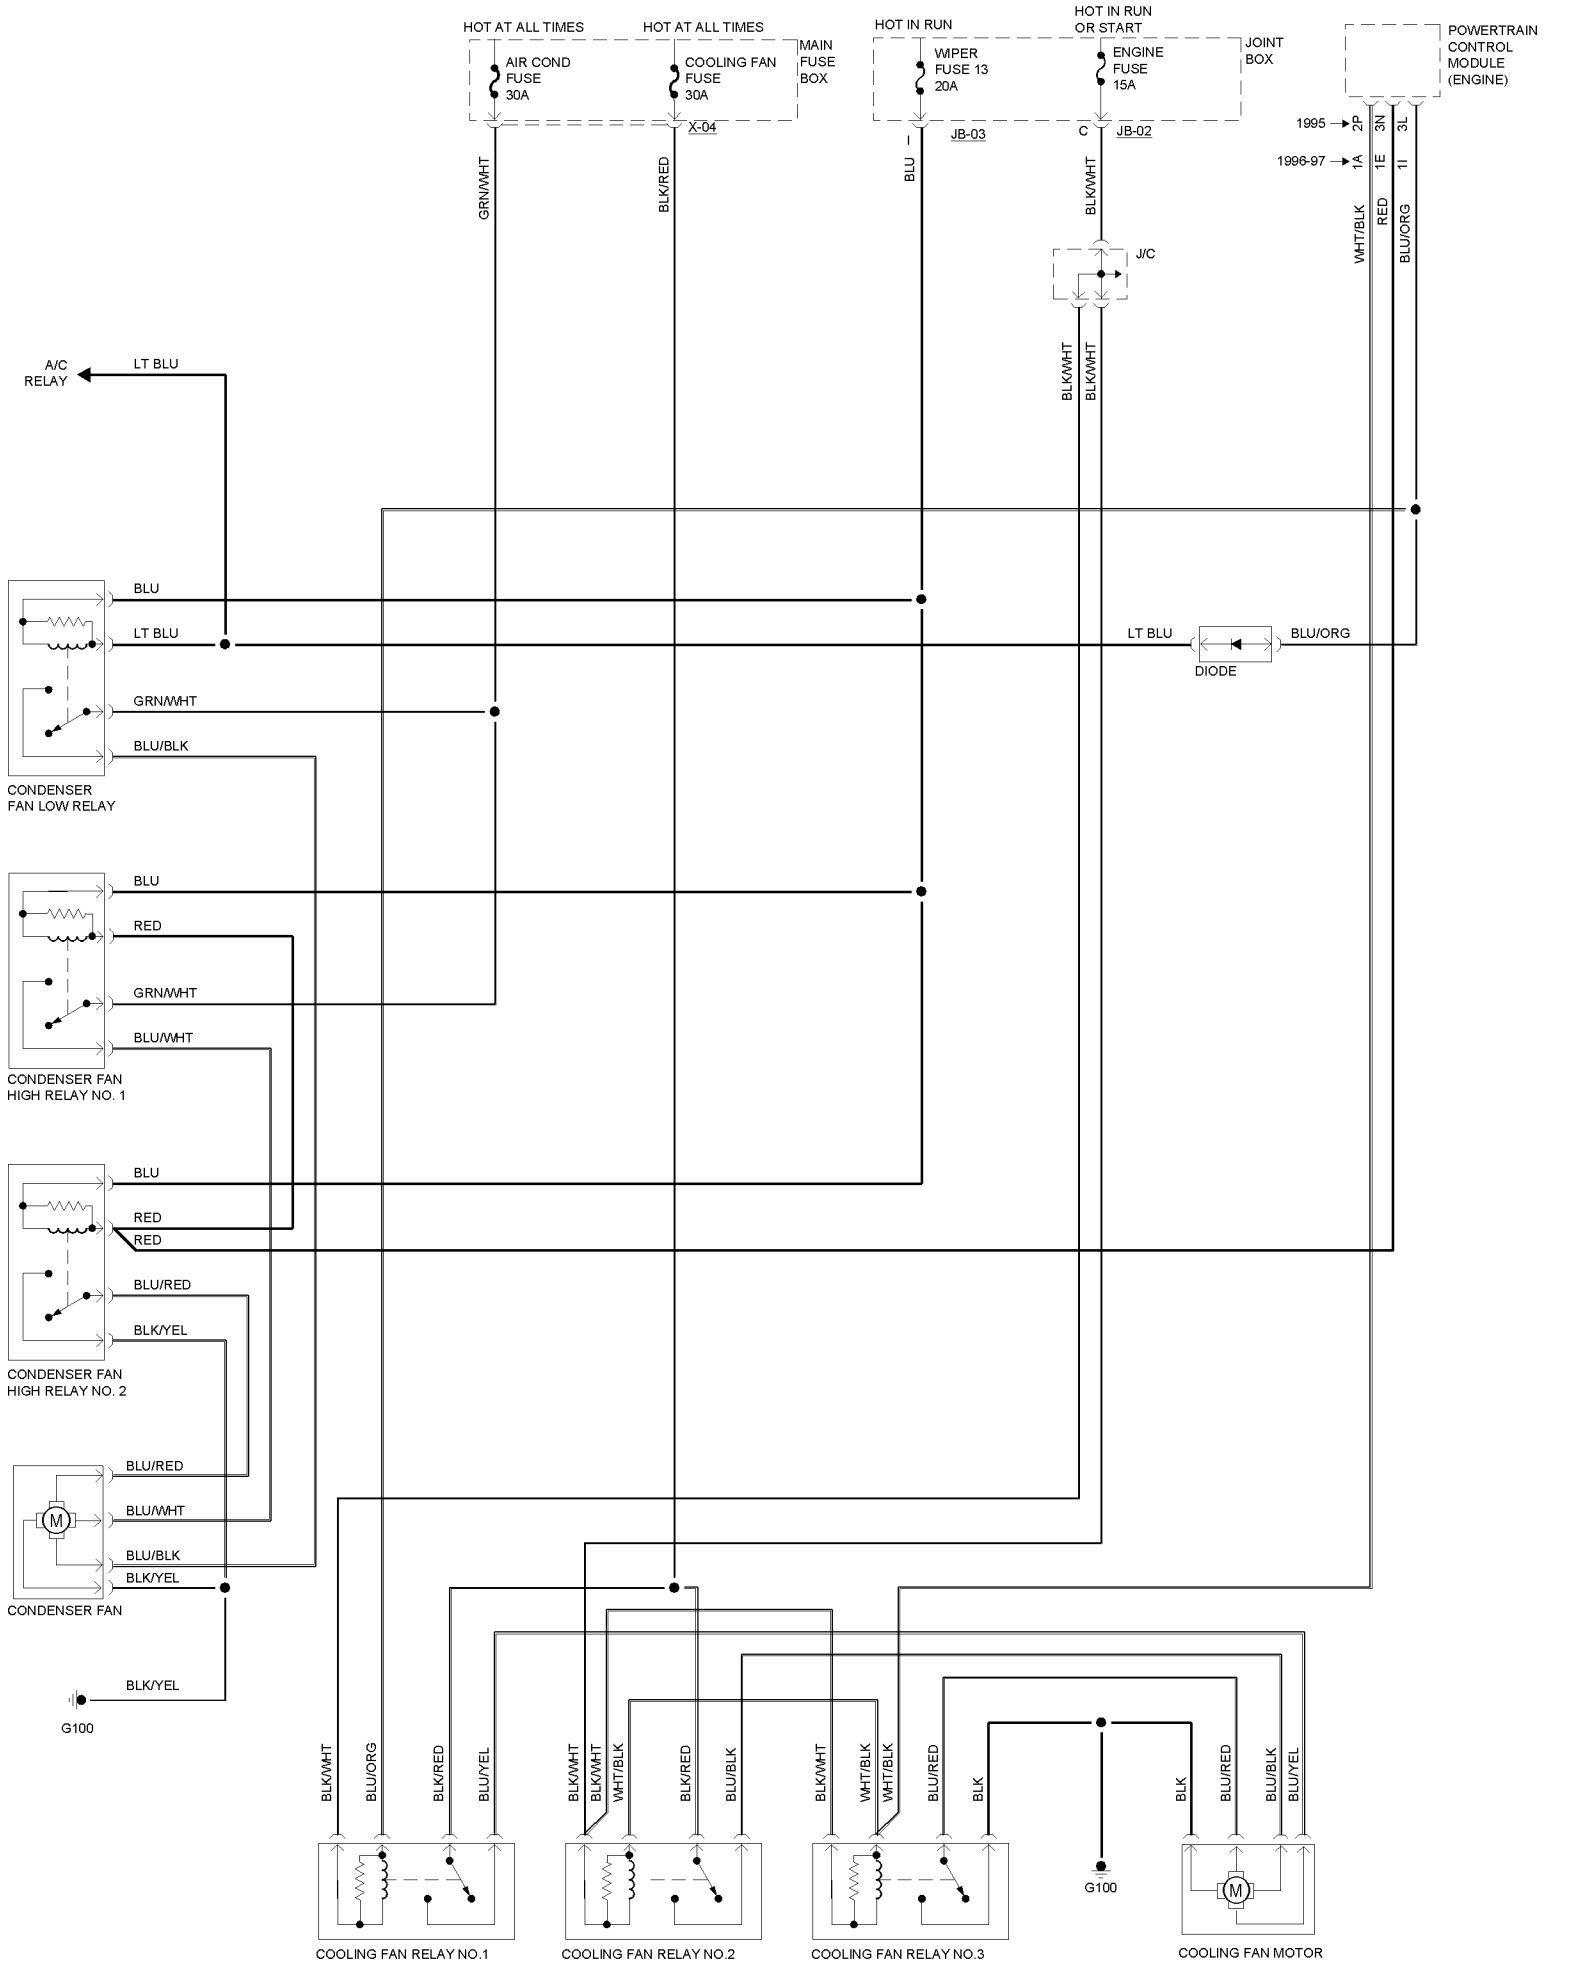 HOT AT ALL TIMES
HOT AT ALL TIMES
HOT IN RUN
HOT IN RUN
OR START
AIR COND
FUSE
30A
COOLING FAN
FUSE
30A
MAIN
FUSE
BOX
WIPER
FUSE 13
20A
ENGINE
FUSE
15A
JOINT
BOX
POWERTRAIN
CONTROL
MODULE
(ENGINE)
X-04
I
JB-03
C
JB-02
1995
2P
3N
3L
1996-97
1A
1E
1I
GRN/WHT
BLK/RED
BLU
BLK/WHT
WHT/BLK
RED
BLU/ORG
J/C
BLK/WHT
BLK/WHT
A/C
RELAY
LT BLU
BLU
LT BLU
LT BLU
BLU/ORG
DIODE
GRN/WHT
BLU/BLK
CONDENSER
FAN LOW RELAY
BLU
RED
GRN/WHT
BLU/WHT
CONDENSER FAN
HIGH RELAY NO. 1
BLU
RED
RED
BLU/RED
BLK/YEL
CONDENSER FAN
HIGH RELAY NO. 2
BLU/RED
M
BLU/WHT
BLU/BLK
BLK/YEL
CONDENSER FAN
BLK/YEL
G100
BLK/WHT
BLU/ORG
BLK/RED
BLU/YEL
BLK/WHT
BLK/WHT
WHT/BLK
BLK/RED
BLU/BLK
BLK/WHT
WHT/BLK
WHT/BLK
BLU/RED
BLK
BLK
BLU/RED
BLU/BLK
BLU/YEL
G100
M
COOLING FAN RELAY NO.1
COOLING FAN RELAY NO.2
COOLING FAN RELAY NO.3
COOLING FAN MOTOR